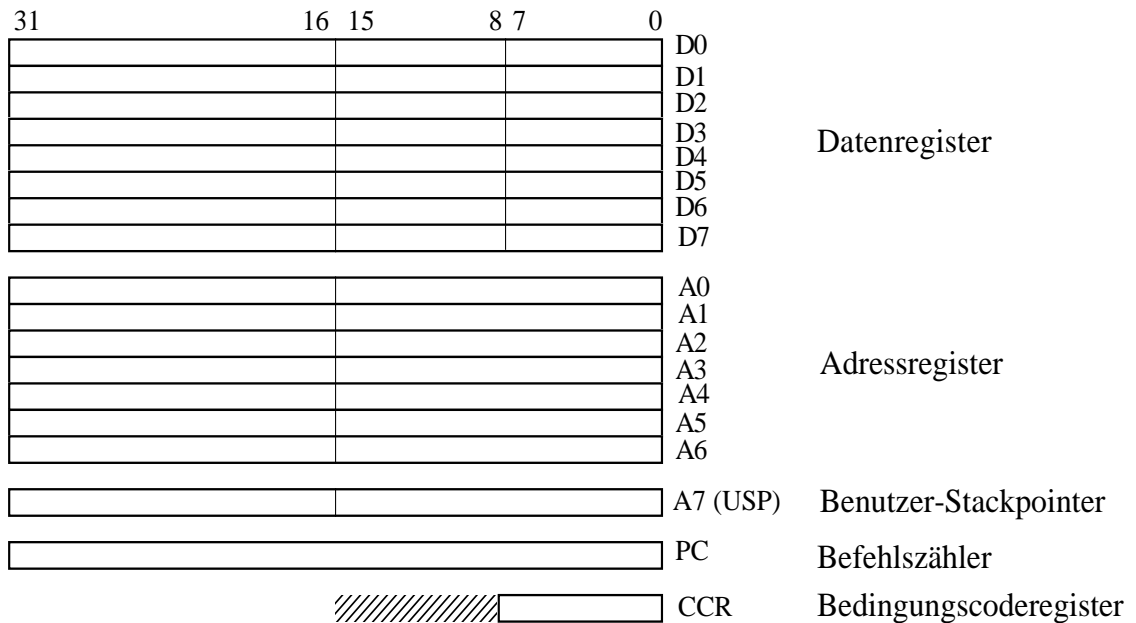 31 16 15 8 7 0
D0
D1
D2
D3
D4
D5
D6
D7
Datenregister
A0
A1
A2
A3
A4
A5
A6
Adressregister
A7 (USP) Benutzer-Stackpointer
PC Befehlszähler
CCR Bedingungscoderegister